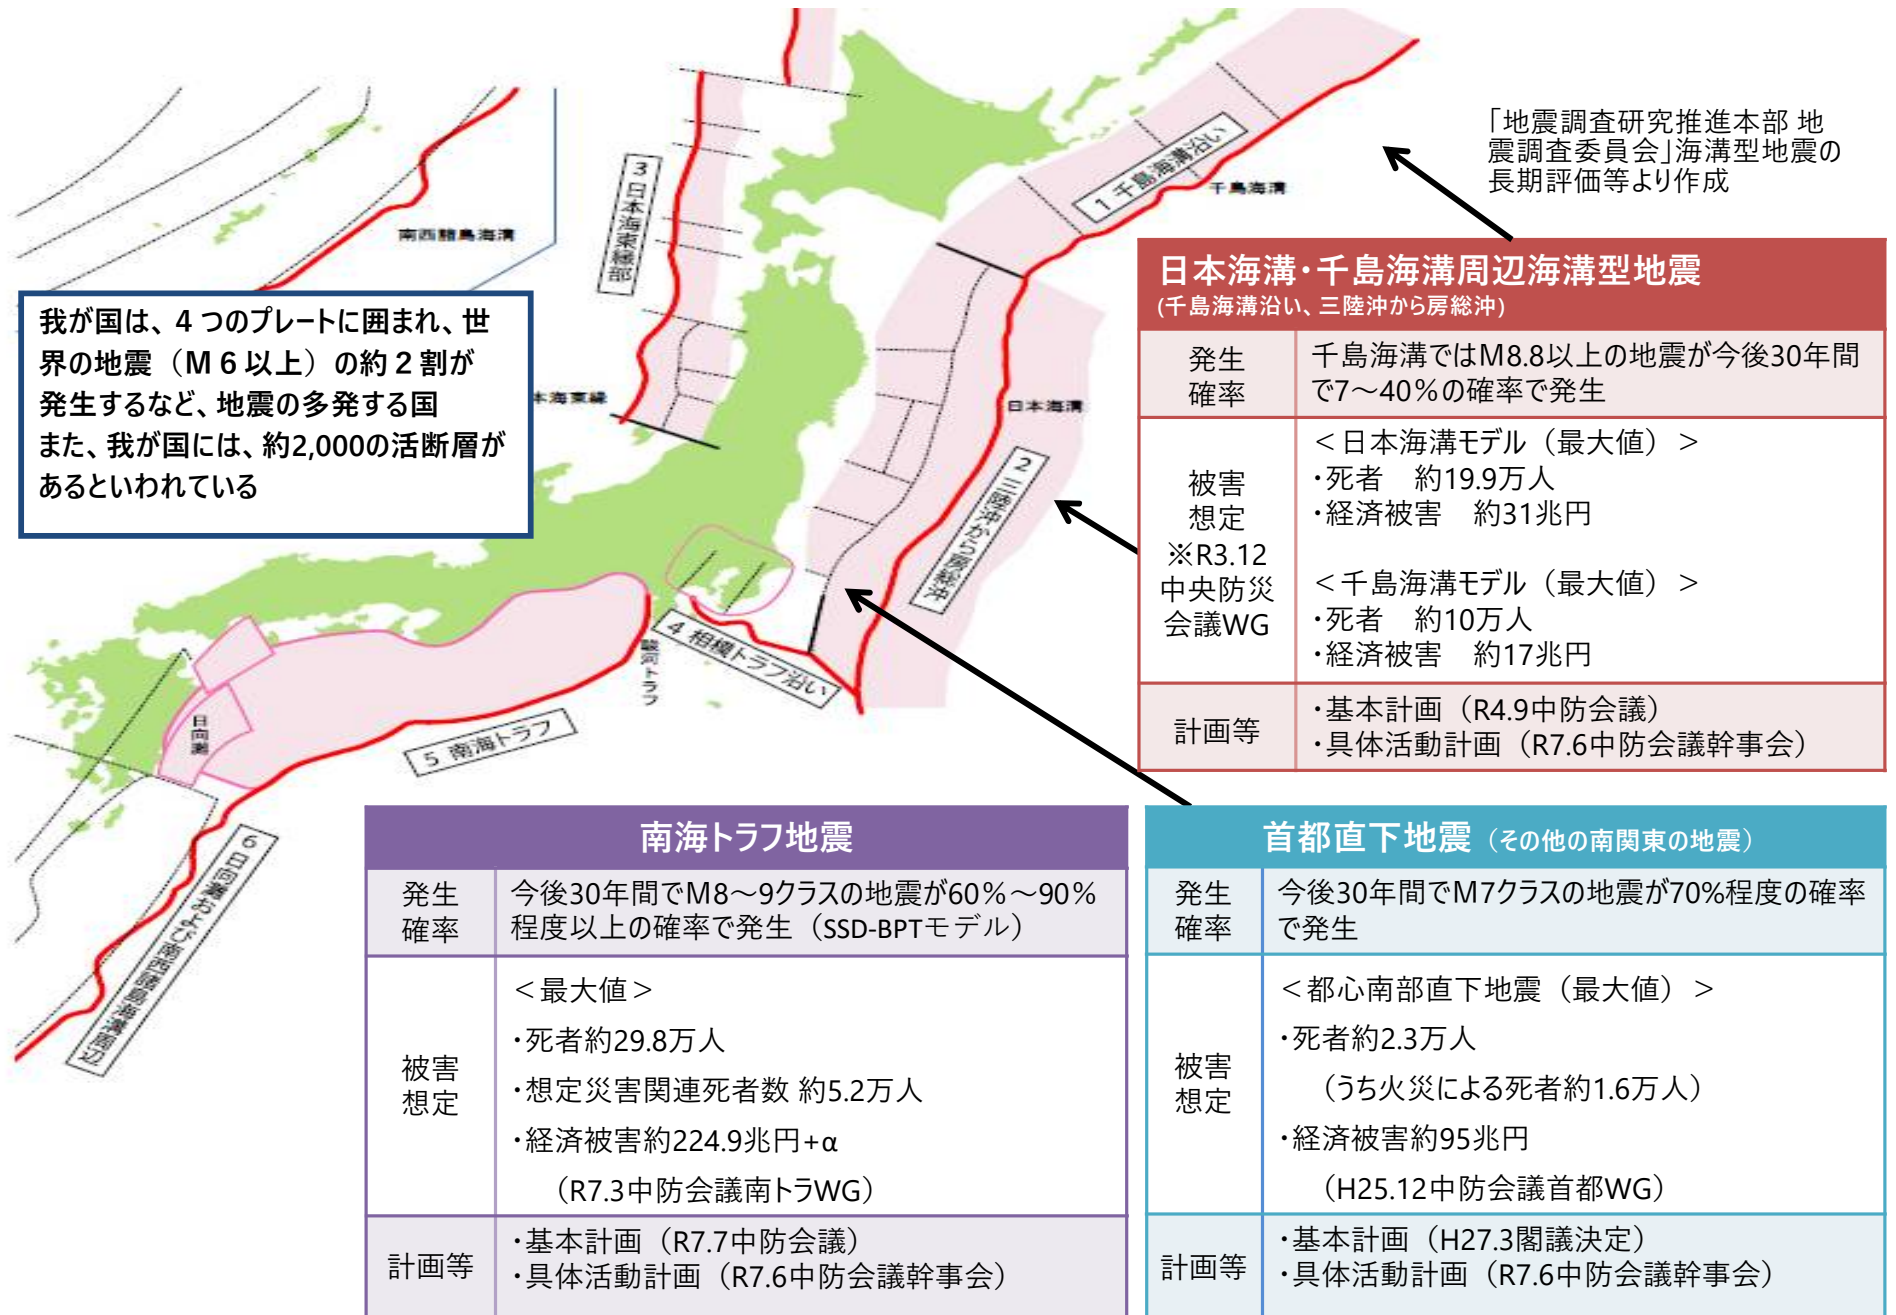 「地震調査研究推進本部 地
震調査委員会」海溝型地震の
長期評価等より作成
南西諸島海溝
3 日本海東縁部
1 千島海溝沿い
千島海溝
我が国は、４つのプレートに囲まれ、世
界の地震（M６以上）の約２割が
発生するなど、地震の多発する国
また、我が国には、約2,000の活断層が
あるといわれている
本海東縁
日本海溝
2 三陸沖から房総沖
4 相模トラフ沿い
駿河トラフ
日向灘
5 南海トラフ
6 日向灘および南西諸島海溝周辺
日本海溝・千島海溝周辺海溝型地震
(千島海溝沿い、三陸沖から房総沖)
発生
確率
千島海溝ではM8.8以上の地震が今後30年間
で7～40％の確率で発生
被害
想定
※R3.12
中央防災
会議WG
＜日本海溝モデル（最大値）＞
・死者　約19.9万人
・経済被害　約31兆円
＜千島海溝モデル（最大値）＞
・死者　約10万人
・経済被害　約17兆円
計画等
・基本計画（R4.9中防会議）
・具体活動計画（R7.6中防会議幹事会）
南海トラフ地震
発生
確率
今後30年間でM8～9クラスの地震が60％～90％
程度以上の確率で発生（SSD-BPTモデル）
被害
想定
＜最大値＞
・死者約29.8万人
・想定災害関連死者数 約5.2万人
・経済被害約224.9兆円+α
（R7.3中防会議南トラWG）
計画等
・基本計画（R7.7中防会議）
・具体活動計画（R7.6中防会議幹事会）
首都直下地震（その他の南関東の地震）
発生
確率
今後30年間でM7クラスの地震が70%程度の確率
で発生
被害
想定
＜都心南部直下地震（最大値）＞
・死者約2.3万人
（うち火災による死者約1.6万人）
・経済被害約95兆円
（H25.12中防会議首都WG）
計画等
・基本計画（H27.3閣議決定）
・具体活動計画（R7.6中防会議幹事会）